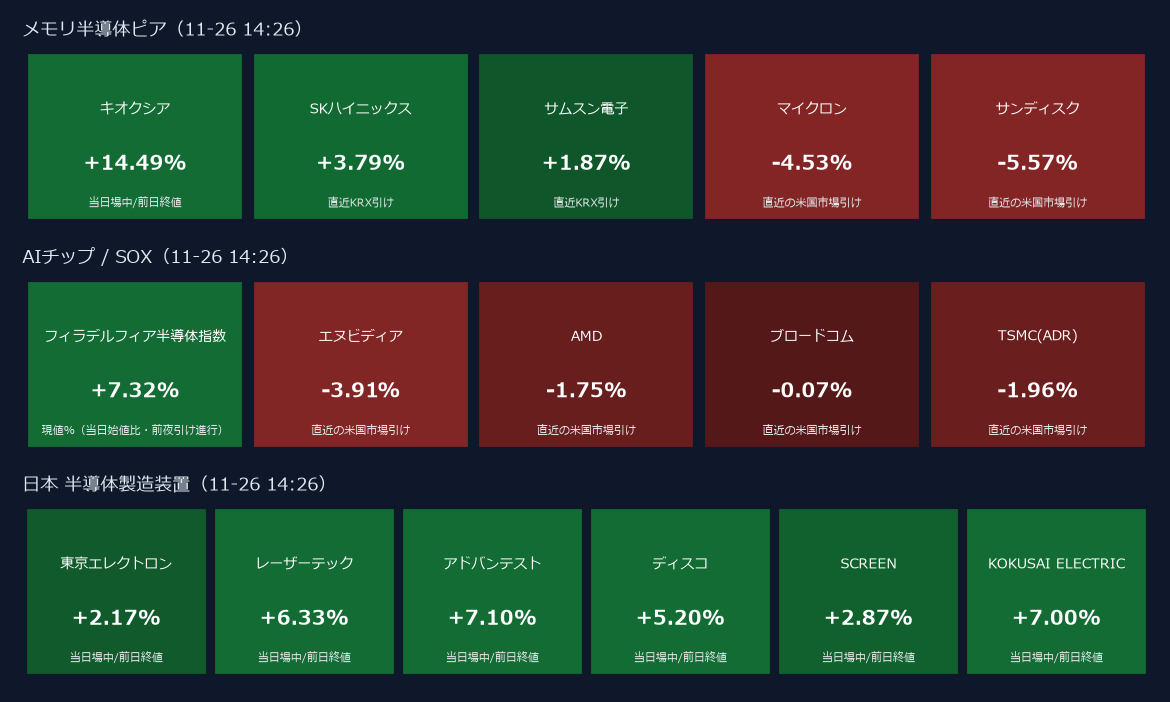 メモリ半導体ピア（11-26 14:26）
キオクシア
+14.49%
当日場中/前日終値
SKハイニックス
+3.79%
直近KRX引け
サムスン電子
+1.87%
直近KRX引け
マイクロン
-4.53%
直近の米国市場引け
サンディスク
-5.57%
直近の米国市場引け
AIチップ / SOX（11-26 14:26）
フィラデルフィア半導体指数
+7.32%
現値%（当日始値比・前夜引け進行）
エヌビディア
-3.91%
直近の米国市場引け
AMD
-1.75%
直近の米国市場引け
ブロードコム
-0.07%
直近の米国市場引け
TSMC(ADR)
-1.96%
直近の米国市場引け
日本 半導体製造装置（11-26 14:26）
東京エレクトロン
+2.17%
当日場中/前日終値
レーザーテック
+6.33%
当日場中/前日終値
アドバンテスト
+7.10%
当日場中/前日終値
ディスコ
+5.20%
当日場中/前日終値
SCREEN
+2.87%
当日場中/前日終値
KOKUSAI ELECTRIC
+7.00%
当日場中/前日終値